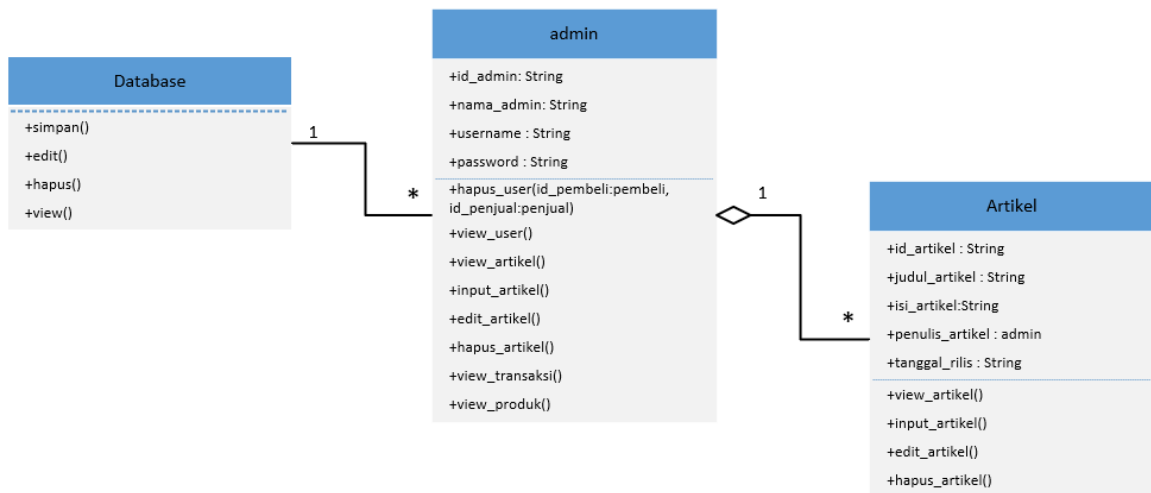 Database
+simpan()
+edit()
+hapus()
+view()
1
*
admin
+id_admin: String
+nama_admin: String
+username : String
+password : String
+hapus_user(id_pembeli:pembeli,
id_penjual:penjual)
+view_user()
+view_artikel()
+input_artikel()
+edit_artikel()
+hapus_artikel()
+view_transaksi()
+view_produk()
1
*
Artikel
+id_artikel : String
+judul_artikel : String
+isi_artikel:String
+penulis_artikel : admin
+tanggal_rilis : String
+view_artikel()
+input_artikel()
+edit_artikel()
+hapus_artikel()